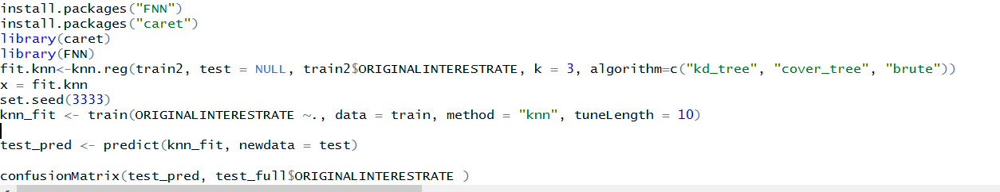 install.packages("FNN")
install.packages("caret")
library(caret)
library(FNN)
fit.knn<-knn.reg(train2, test = NULL, train2$ORIGINALINTERESTRATE, k = 3, algorithm=c("kd_tree", "cover_tree", "brute"))
x = fit.knn
set.seed(3333)
knn_fit <- train(ORIGINALINTERESTRATE ~., data = train, method = "knn", tuneLength = 10)
test_pred <- predict(knn_fit, newdata = test)
confusionMatrix(test_pred, test_full$ORIGINALINTERESTRATE )